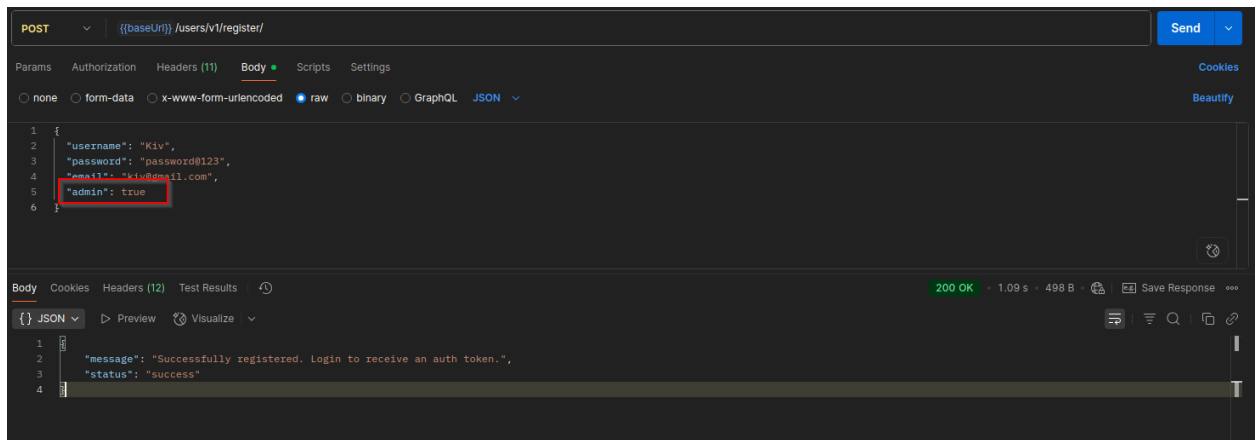 POST {{baseUrl}} /users/v1/register/ Send
Params Authorization Headers (11) Body Scripts Settings Cookies
none form-data x-www-form-urlencoded raw binary GraphQL JSON Beautify
1 {
2 "username": "Kiv",
3 "password": "password@123",
4 "email": "kiv@gmail.com",
5 "admin": true
6 }
Body Cookies Headers (12) Test Results 200 OK • 1.09 s • 498 B • e.g. Save Response
{} JSON Preview Visualize
1 {
2 "message": "Successfully registered. Login to receive an auth token.",
3 "status": "success"
4 }